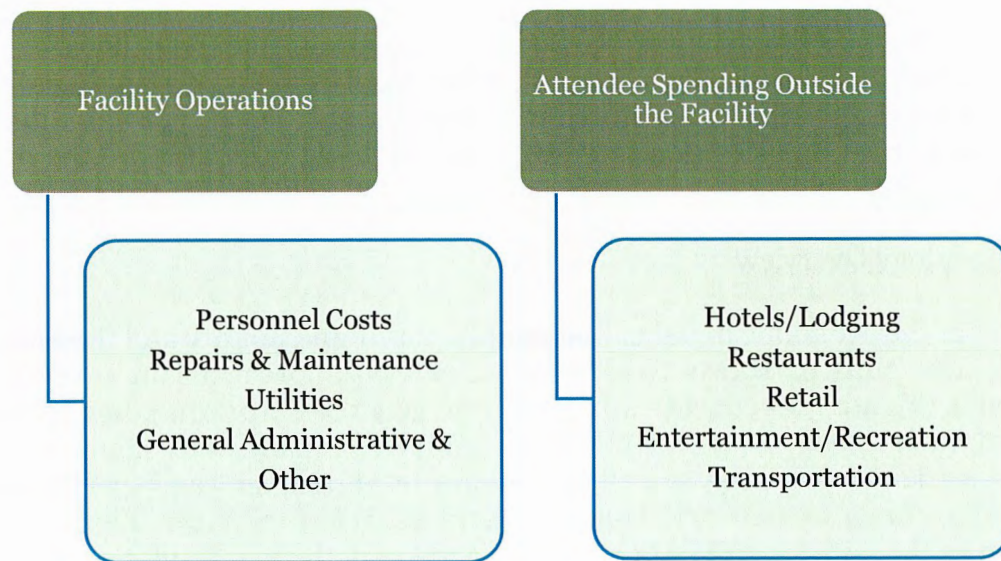 Facility Operations
Personnel Costs
Repairs & Maintenance
Utilities
General Administrative &
Other
Attendee Spending Outside
the Facility
Hotels/Lodging
Restaurants
Retail
Entertainment/Recreation
Transportation